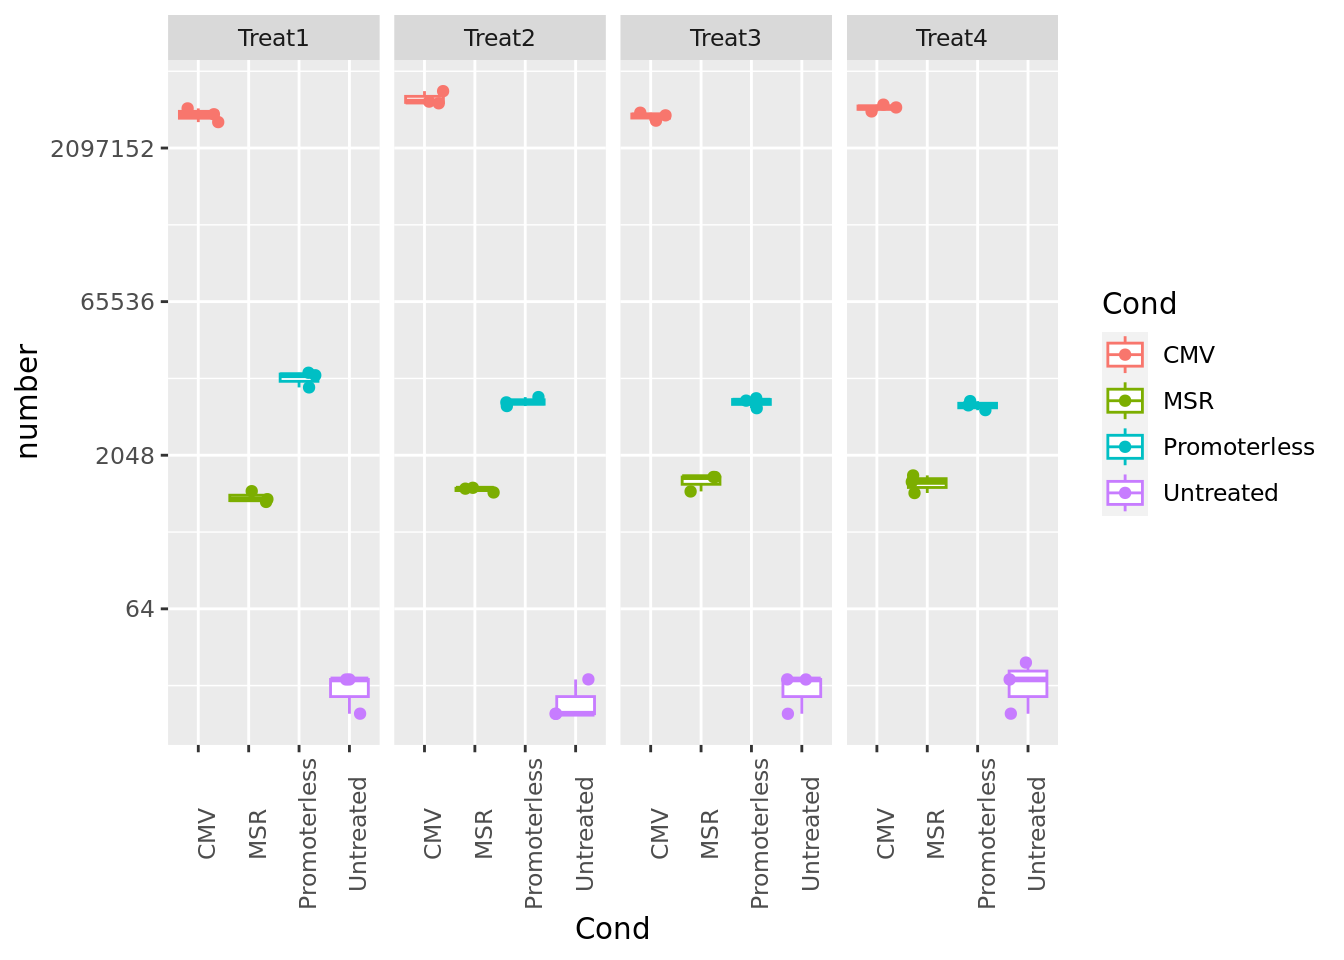 Treat1 Treat2 Treat3 Treat4
number
2097152
65536
2048
64
CMV MSR Promoterless Untreated CMV MSR Promoterless Untreated CMV MSR Promoterless Untreated CMV MSR Promoterless Untreated
Cond
Cond
CMV
MSR
Promoterless
Untreated